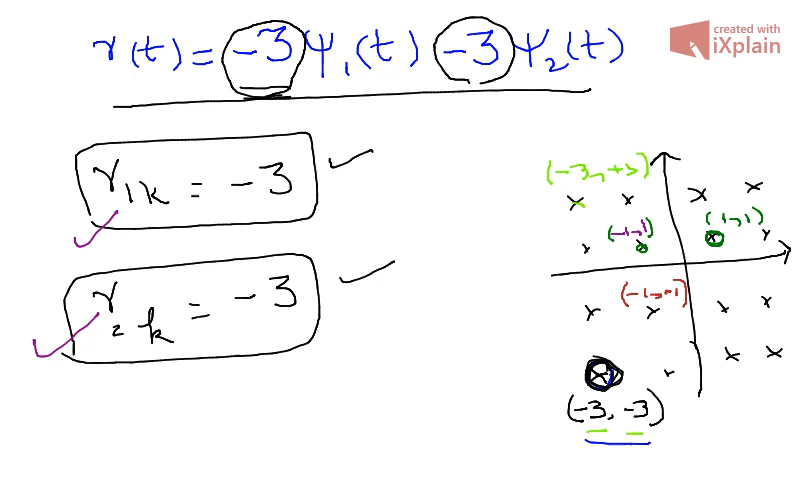 r(t) = -3 Ψ₁(t) -3 Ψ₂(t)
created with
iXplain
r₁ₖ = -3
(-3, +3)
(-1, 1)
(1, 1)
r₂ₖ = -3
(-1, -1)
(-3, -3)